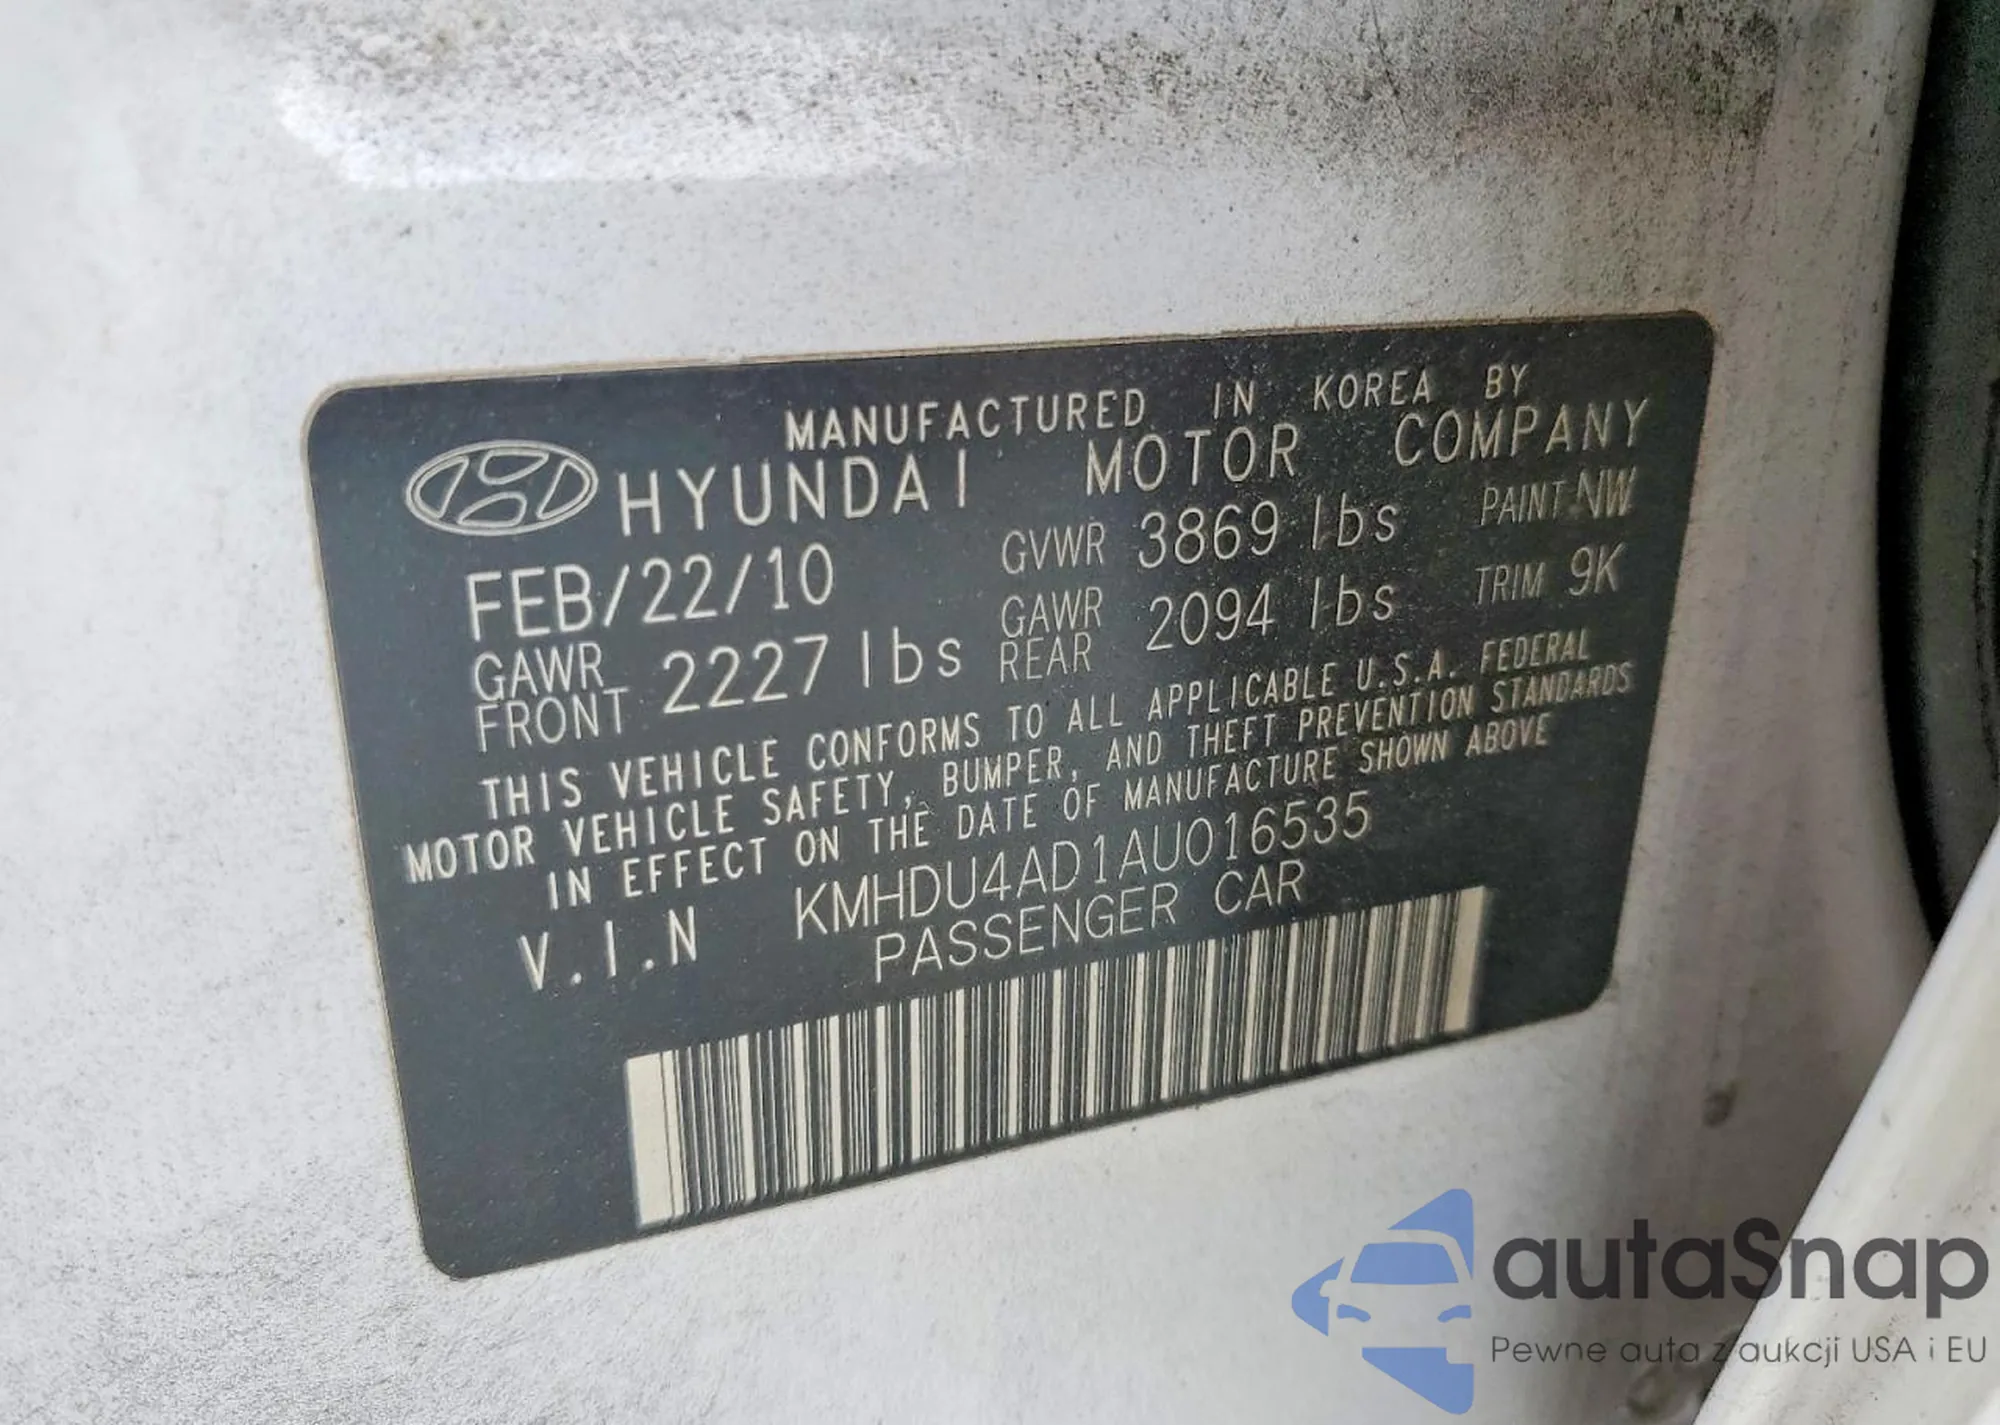 MANUFACTURED IN KOREA BY
HYUNDAI MOTOR COMPANY
FEB/22/10 GVWR 3869 lbs PAINT NW
GAWR FRONT 2227 lbs GAWR REAR 2094 lbs TRIM 9K
THIS VEHICLE CONFORMS TO ALL APPLICABLE U.S.A. FEDERAL
MOTOR VEHICLE SAFETY, BUMPER, AND THEFT PREVENTION STANDARDS
IN EFFECT ON THE DATE OF MANUFACTURE SHOWN ABOVE
V.I.N KMHDU4AD1AU016535
PASSENGER CAR
autaSnap
Pewne auta z aukcji USA i EU